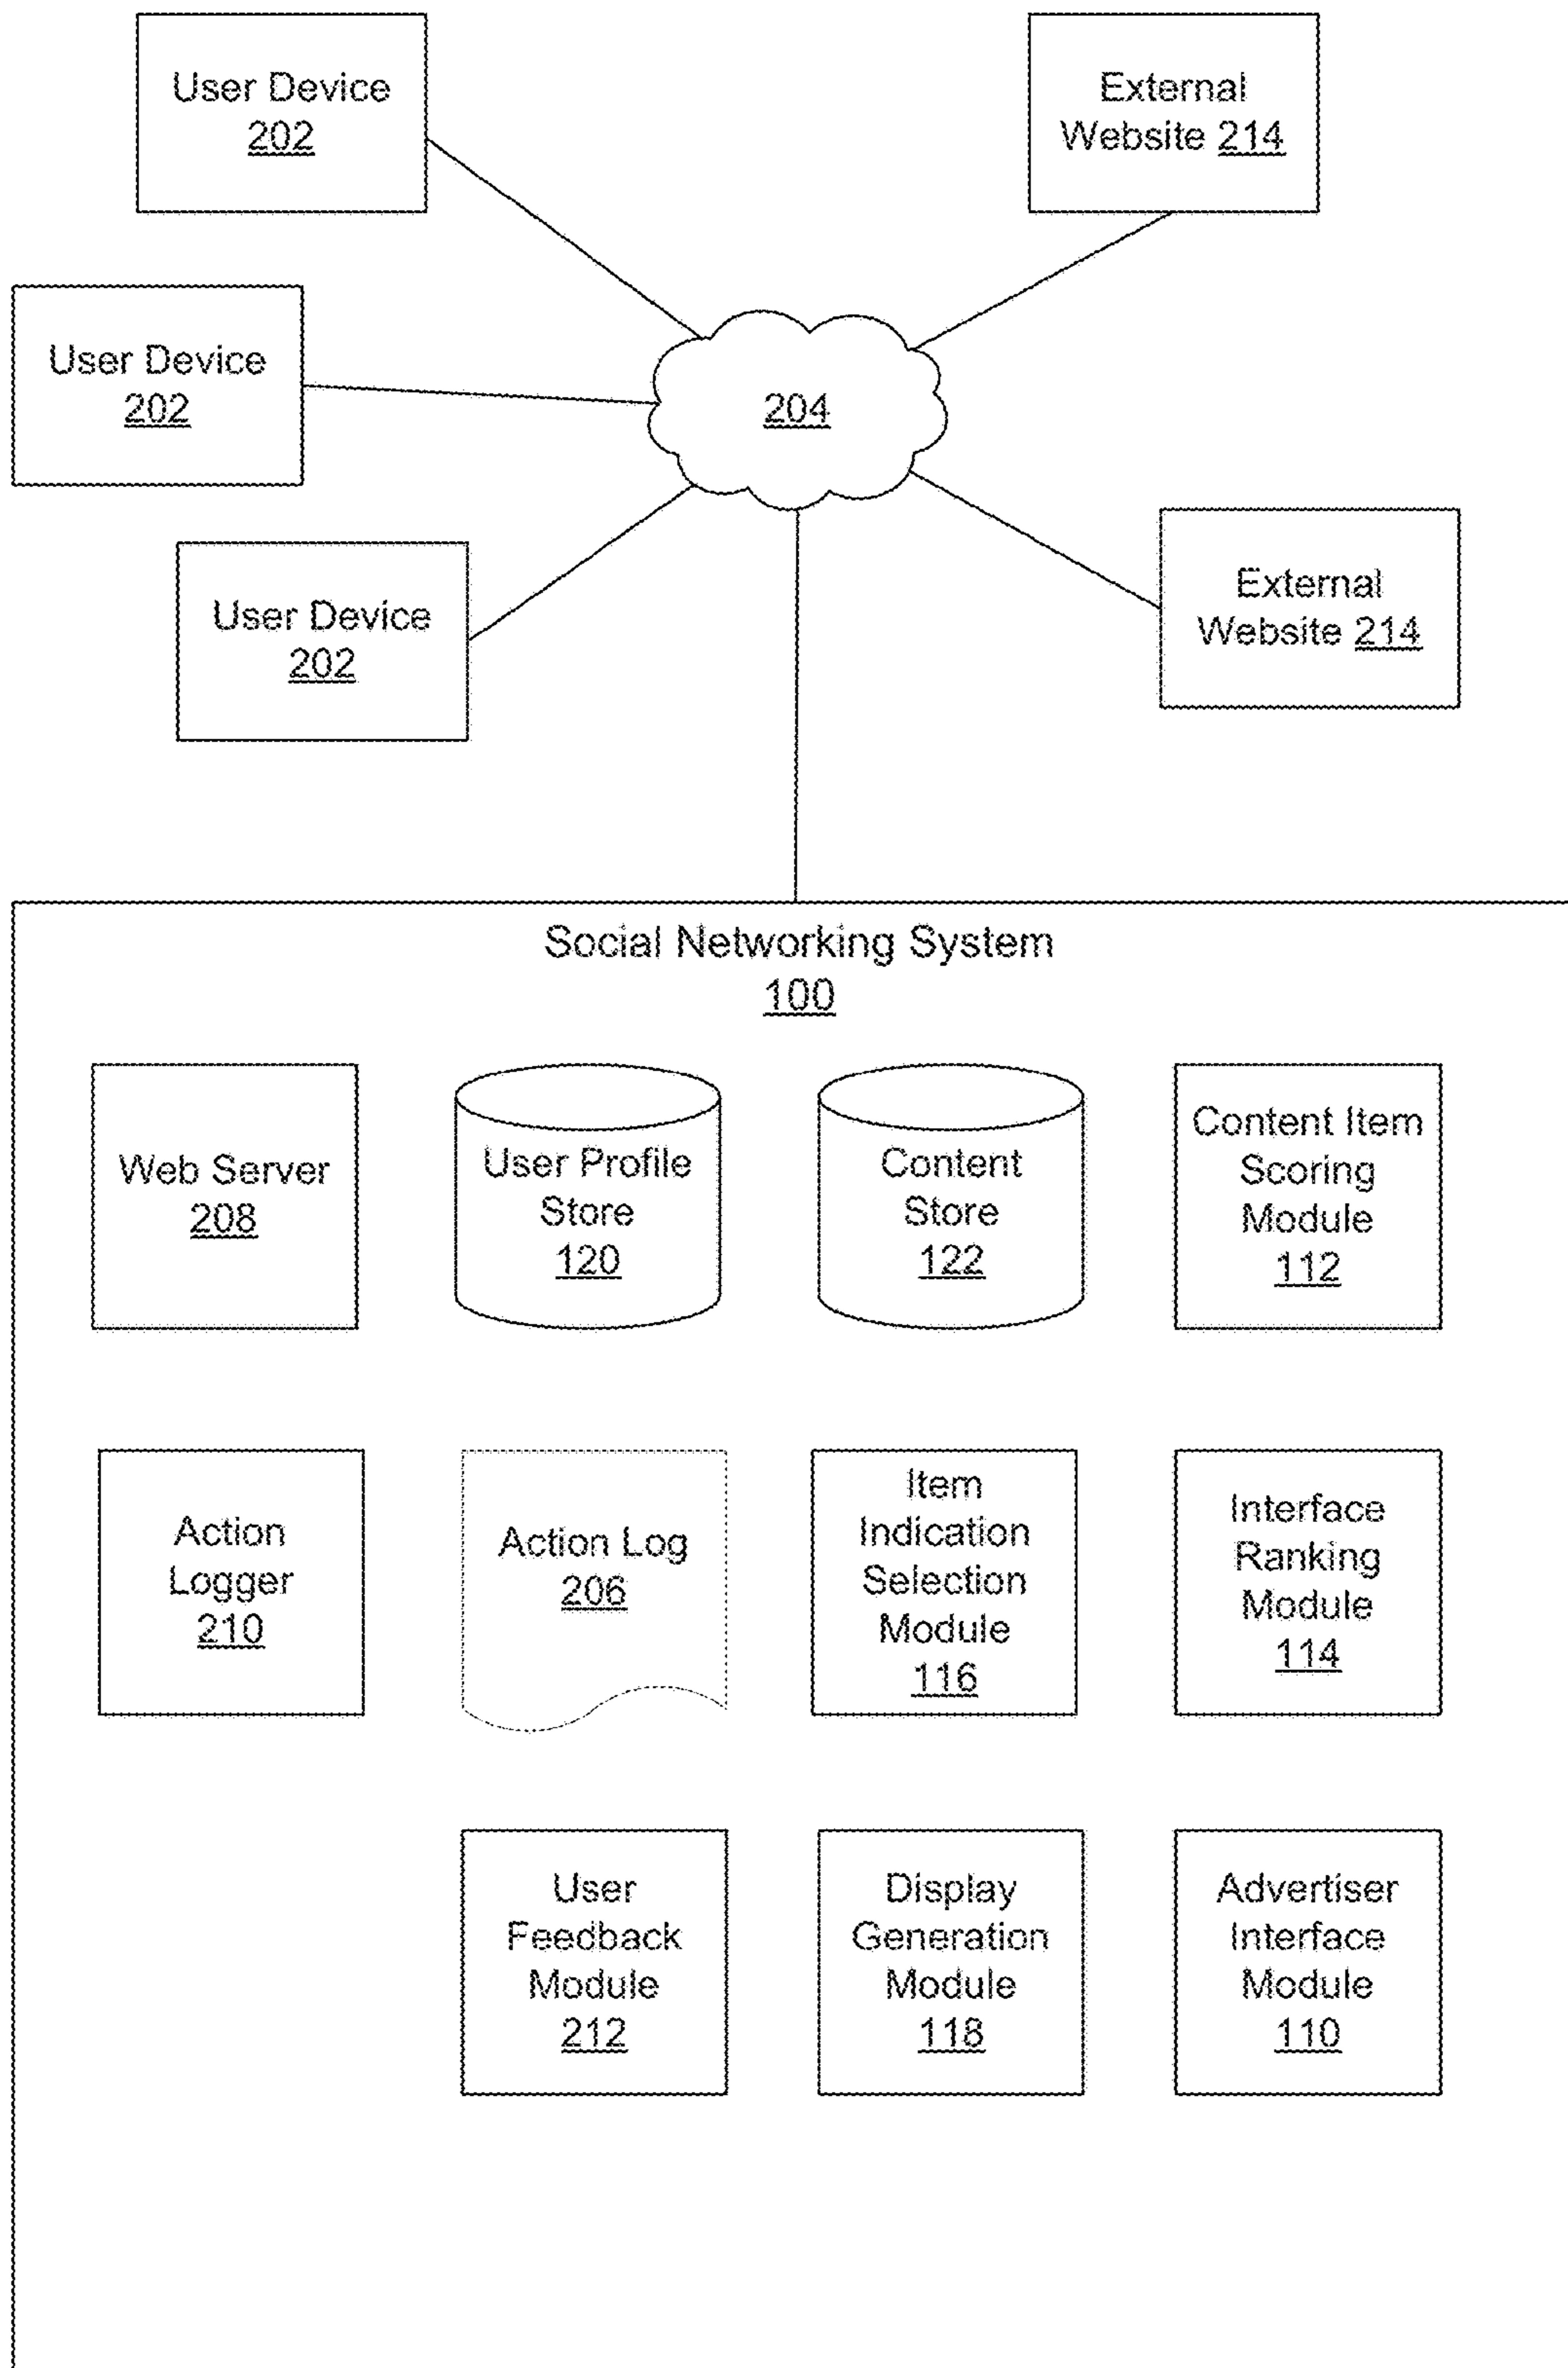 User Device
202
External
Website 214
User Device
202
204
User Device
202
External
Website 214
Social Networking System
100
Web Server
208
User Profile
Store
120
Content
Store
122
Content Item
Scoring
Module
112
Action
Logger
210
Action Log
206
Item
Indication
Selection
Module
116
Interface
Ranking
Module
114
User
Feedback
Module
212
Display
Generation
Module
118
Advertiser
Interface
Module
110